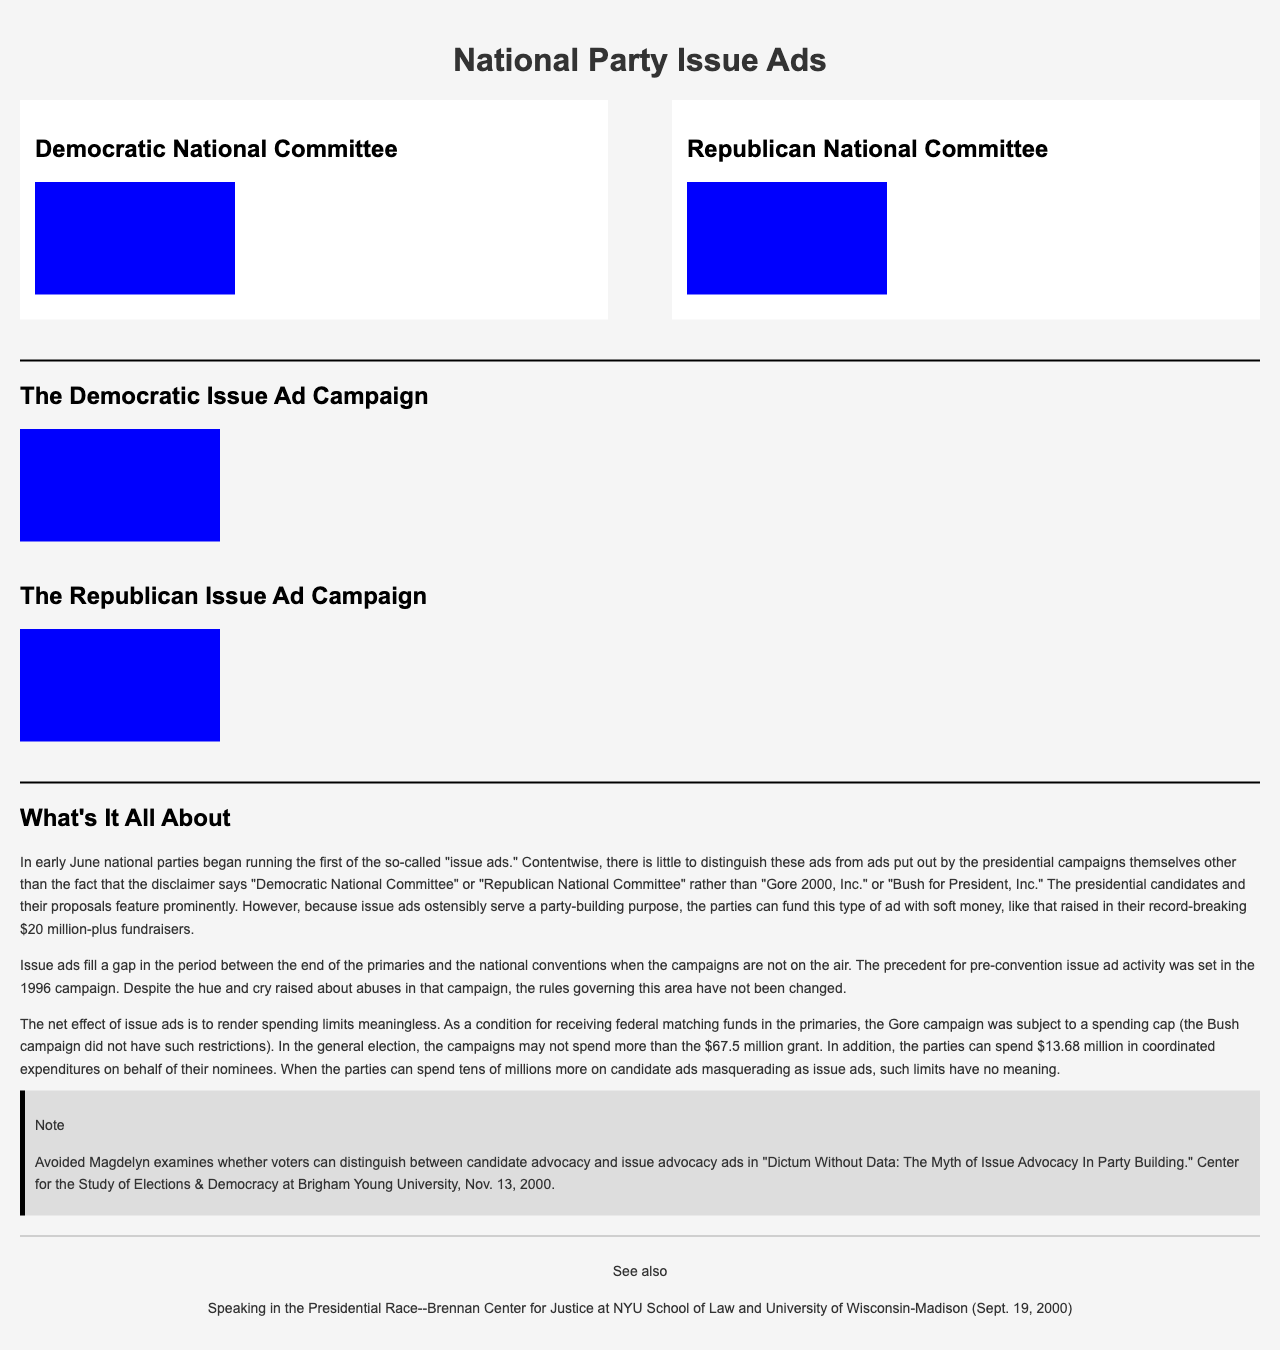 National Party Issue Ads
Democratic National Committee
Republican National Committee
The Democratic Issue Ad Campaign
The Republican Issue Ad Campaign
What's It All About
In early June national parties began running the first of the so-called "issue ads." Contentwise, there is little to distinguish these ads from ads put out by the presidential campaigns themselves other
than the fact that the disclaimer says "Democratic National Committee" or "Republican National Committee" rather than "Gore 2000, Inc." or "Bush for President, Inc." The presidential candidates and
their proposals feature prominently. However, because issue ads ostensibly serve a party-building purpose, the parties can fund this type of ad with soft money, like that raised in their record-breaking
$20 million-plus fundraisers.
Issue ads fill a gap in the period between the end of the primaries and the national conventions when the campaigns are not on the air. The precedent for pre-convention issue ad activity was set in the
1996 campaign. Despite the hue and cry raised about abuses in that campaign, the rules governing this area have not been changed.
The net effect of issue ads is to render spending limits meaningless. As a condition for receiving federal matching funds in the primaries, the Gore campaign was subject to a spending cap (the Bush
campaign did not have such restrictions). In the general election, the campaigns may not spend more than the $67.5 million grant. In addition, the parties can spend $13.68 million in coordinated
expenditures on behalf of their nominees. When the parties can spend tens of millions more on candidate ads masquerading as issue ads, such limits have no meaning.
Note
Avoided Magdelyn examines whether voters can distinguish between candidate advocacy and issue advocacy ads in "Dictum Without Data: The Myth of Issue Advocacy In Party Building." Center
for the Study of Elections & Democracy at Brigham Young University, Nov. 13, 2000.
See also
Speaking in the Presidential Race--Brennan Center for Justice at NYU School of Law and University of Wisconsin-Madison (Sept. 19, 2000)